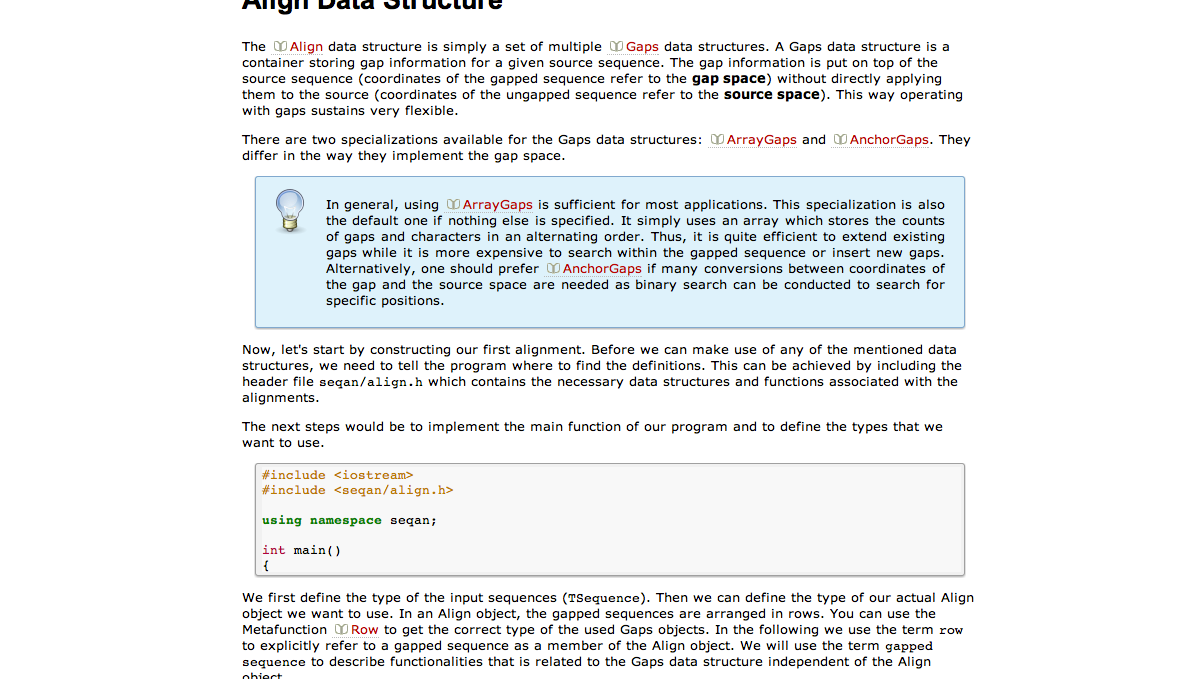 Align Data Structure
The Align data structure is simply a set of multiple Gaps data structures. A Gaps data structure is a
container storing gap information for a given source sequence. The gap information is put on top of the
source sequence (coordinates of the gapped sequence refer to the gap space) without directly applying
them to the source (coordinates of the ungapped sequence refer to the source space). This way operating
with gaps sustains very flexible.
There are two specializations available for the Gaps data structures: ArrayGaps and AnchorGaps. They
differ in the way they implement the gap space.
In general, using ArrayGaps is sufficient for most applications. This specialization is also
the default one if nothing else is specified. It simply uses an array which stores the counts
of gaps and characters in an alternating order. Thus, it is quite efficient to extend existing
gaps while it is more expensive to search within the gapped sequence or insert new gaps.
Alternatively, one should prefer AnchorGaps if many conversions between coordinates of
the gap and the source space are needed as binary search can be conducted to search for
specific positions.
Now, let's start by constructing our first alignment. Before we can make use of any of the mentioned data
structures, we need to tell the program where to find the definitions. This can be achieved by including the
header file seqan/align.h which contains the necessary data structures and functions associated with the
alignments.
The next steps would be to implement the main function of our program and to define the types that we
want to use.
#include <iostream>
#include <seqan/align.h>
using namespace seqan;
int main()
{
We first define the type of the input sequences (TSequence). Then we can define the type of our actual Align
object we want to use. In an Align object, the gapped sequences are arranged in rows. You can use the
Metafunction Row to get the correct type of the used Gaps objects. In the following we use the term row
to explicitly refer to a gapped sequence as a member of the Align object. We will use the term gapped
sequence to describe functionalities that is related to the Gaps data structure independent of the Align
object